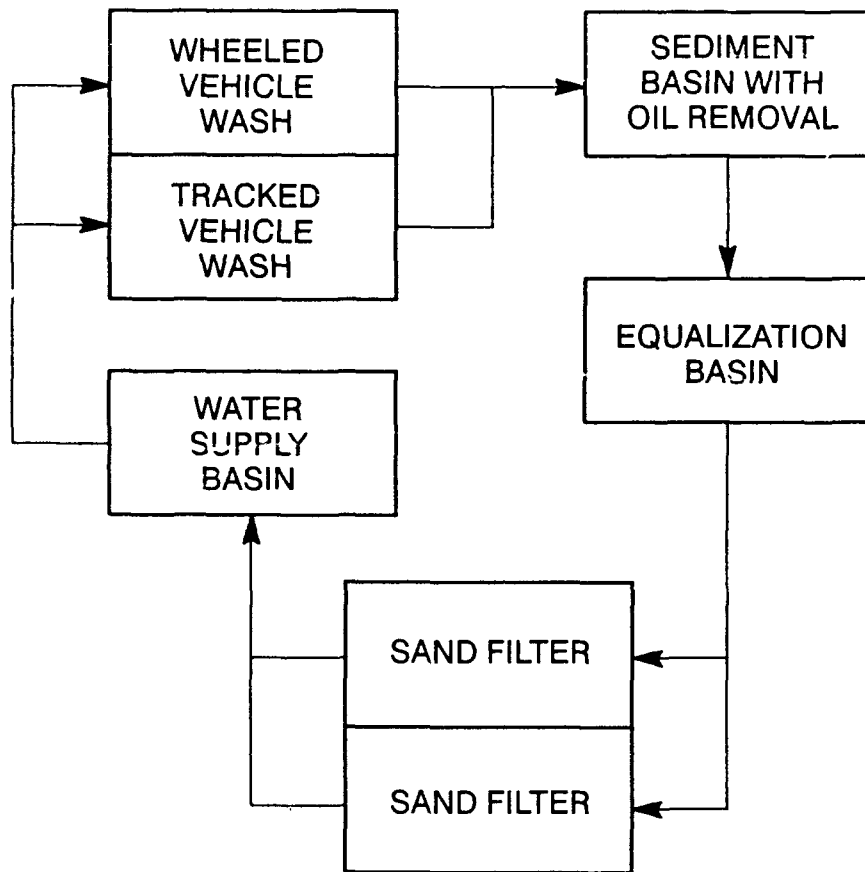 WHEELED
VEHICLE
WASH
TRACKED
VEHICLE
WASH
SEDIMENT
BASIN WITH
OIL REMOVAL
EQUALIZATION
BASIN
WATER
SUPPLY
BASIN
SAND FILTER
SAND FILTER